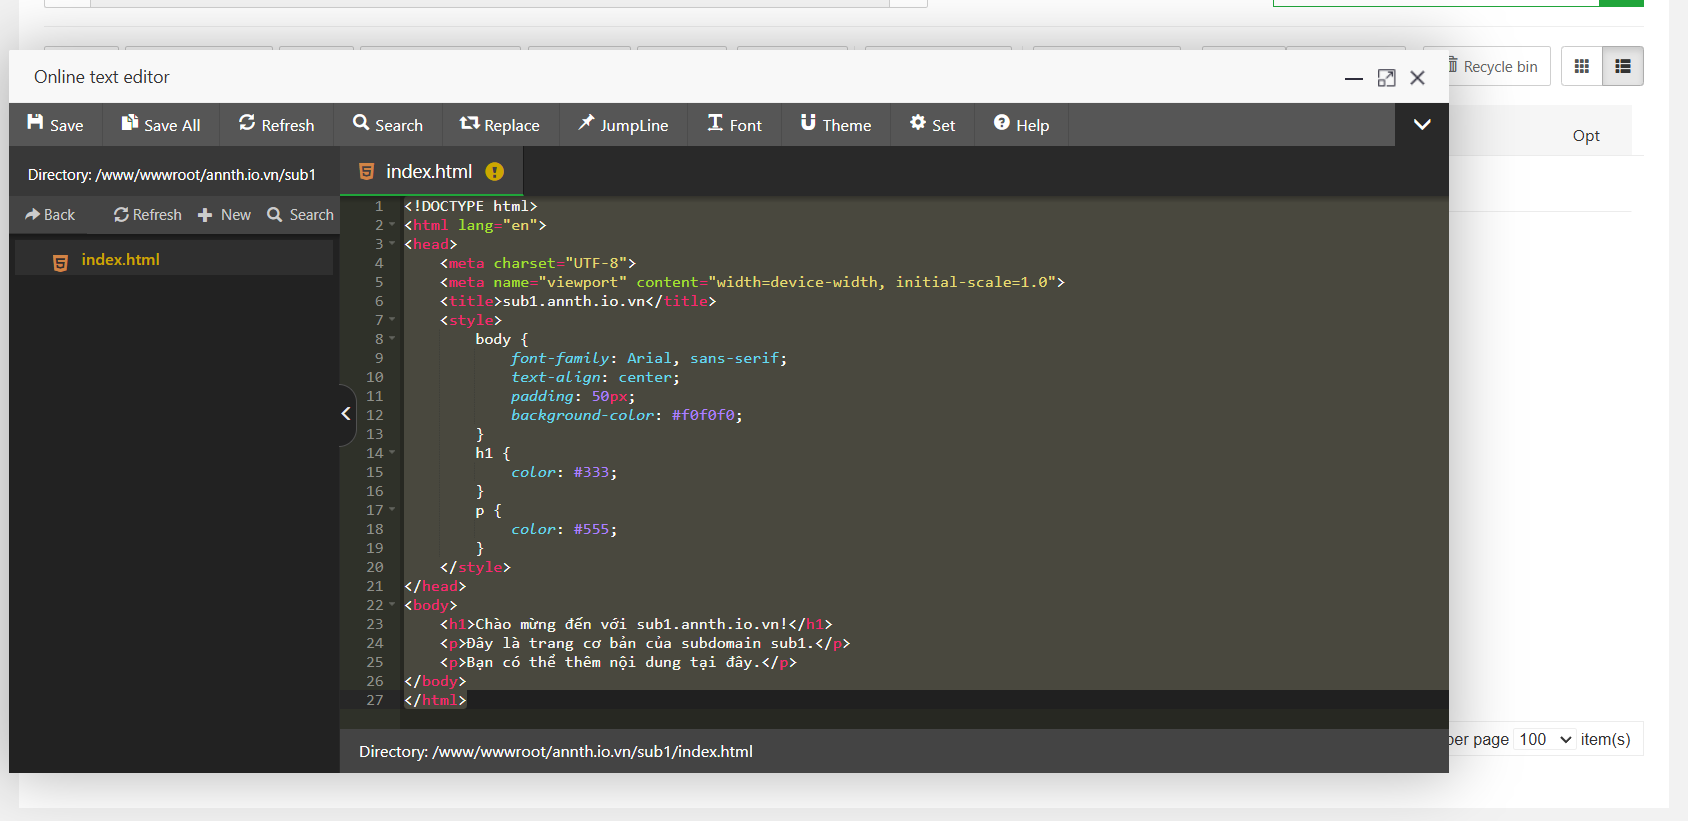 Recycle bin
Online text editor
Save
Save All
Refresh
Search
Replace
JumpLine
Font
Theme
Set
Help
Opt
Directory: /www/wwwroot/annth.io.vn/sub1
index.html
Back
Refresh
New
Search
index.html
1 <!DOCTYPE html>
2 <html lang="en">
3 <head>
4 <meta charset="UTF-8">
5 <meta name="viewport" content="width=device-width, initial-scale=1.0">
6 <title>sub1.annth.io.vn</title>
7 <style>
8 body {
9 font-family: Arial, sans-serif;
10 text-align: center;
11 padding: 50px;
12 background-color: #f0f0f0;
13 }
14 h1 {
15 color: #333;
16 }
17 p {
18 color: #555;
19 }
20 </style>
21 </head>
22 <body>
23 <h1>Chào mừng đến với sub1.annth.io.vn!</h1>
24 <p>Đây là trang cơ bản của subdomain sub1.</p>
25 <p>Bạn có thể thêm nội dung tại đây.</p>
26 </body>
27 </html>
per page 100 item(s)
Directory: /www/wwwroot/annth.io.vn/sub1/index.html